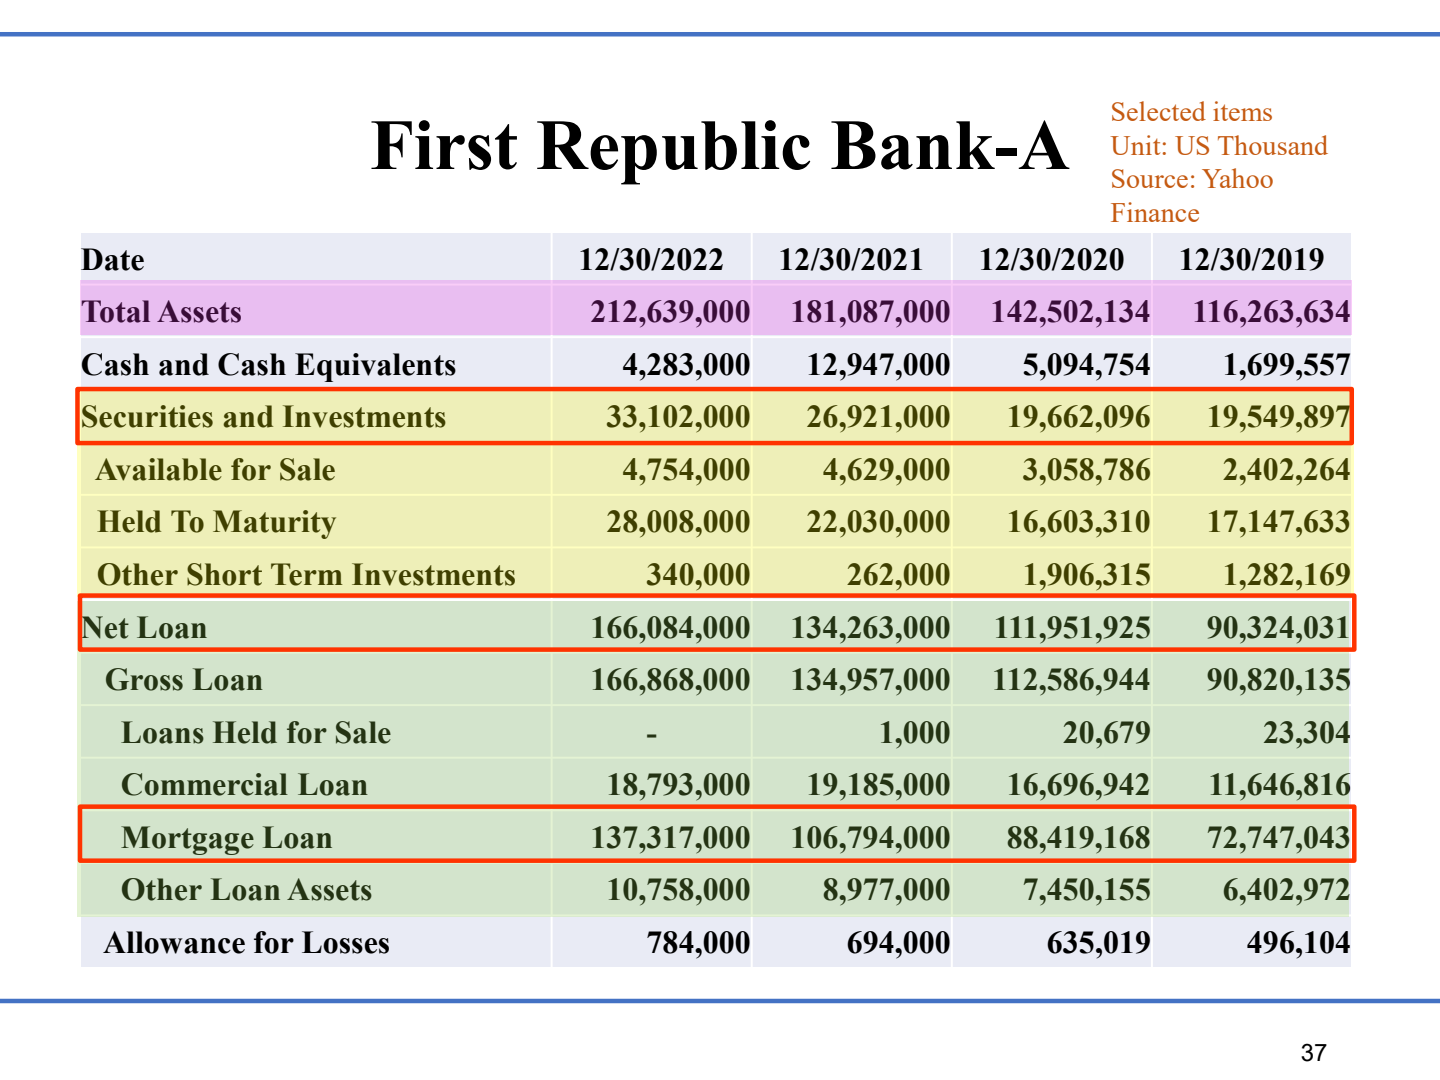 First Republic Bank-A
Selected items
Unit: US Thousand
Source: Yahoo
Finance
Date 12/30/2022 12/30/2021 12/30/2020 12/30/2019
Total Assets 212,639,000 181,087,000 142,502,134 116,263,634
Cash and Cash Equivalents 4,283,000 12,947,000 5,094,754 1,699,557
Securities and Investments 33,102,000 26,921,000 19,662,096 19,549,897
Available for Sale 4,754,000 4,629,000 3,058,786 2,402,264
Held To Maturity 28,008,000 22,030,000 16,603,310 17,147,633
Other Short Term Investments 340,000 262,000 1,906,315 1,282,169
Net Loan 166,084,000 134,263,000 111,951,925 90,324,031
Gross Loan 166,868,000 134,957,000 112,586,944 90,820,135
Loans Held for Sale - 1,000 20,679 23,304
Commercial Loan 18,793,000 19,185,000 16,696,942 11,646,816
Mortgage Loan 137,317,000 106,794,000 88,419,168 72,747,043
Other Loan Assets 10,758,000 8,977,000 7,450,155 6,402,972
Allowance for Losses 784,000 694,000 635,019 496,104
37